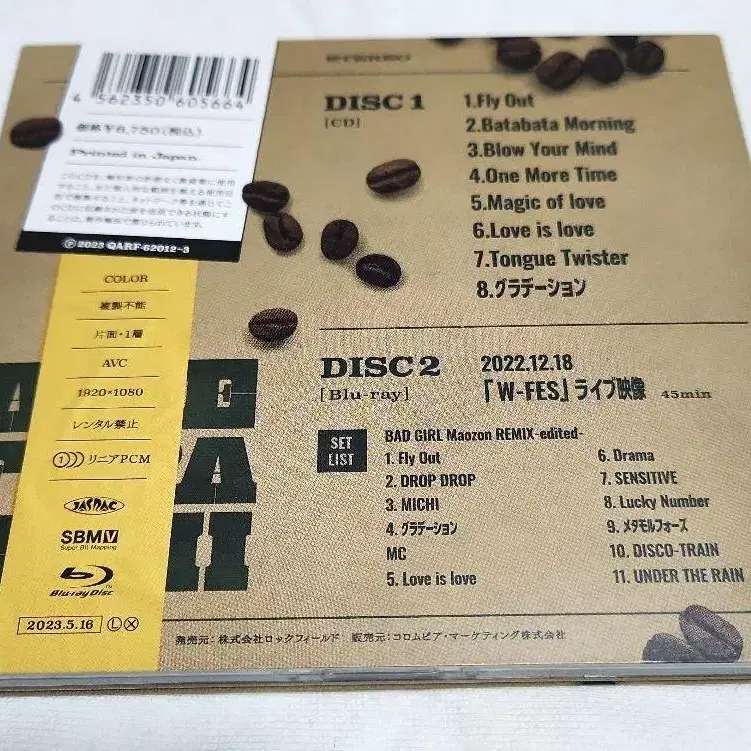 4 562350 605664
価格¥6,750(税込)
Printed in Japan.
Ⓟ2023 QARF-62012~3
COLOR
複製不能
片面・1層
AVC
1920×1080
レンタル禁止
リニアPCM
JASRAC
SBMV
Super Bit Mapping
Blu-ray Disc
2023.5.16 Ⓛ Ⓧ
STEREO
DISC 1
[CD]
1.Fly Out
2.Batabata Morning
3.Blow Your Mind
4.One More Time
5.Magic of love
6.Love is love
7.Tongue Twister
8.グラデーション
DISC 2
[Blu-ray]
2022.12.18
「W-FES」ライブ映像 45min
SET
LIST
BAD GIRL Maozon REMIX-edited-
1. Fly Out
2. DROP DROP
3. MICHI
4. グラデーション
MC
5. Love is love
6. Drama
7. SENSITIVE
8. Lucky Number
9. メタモルフォーズ
10. DISCO-TRAIN
11. UNDER THE RAIN
発売元:株式会社ロックフィールド 販売元:コロムビア・マーケティング株式会社